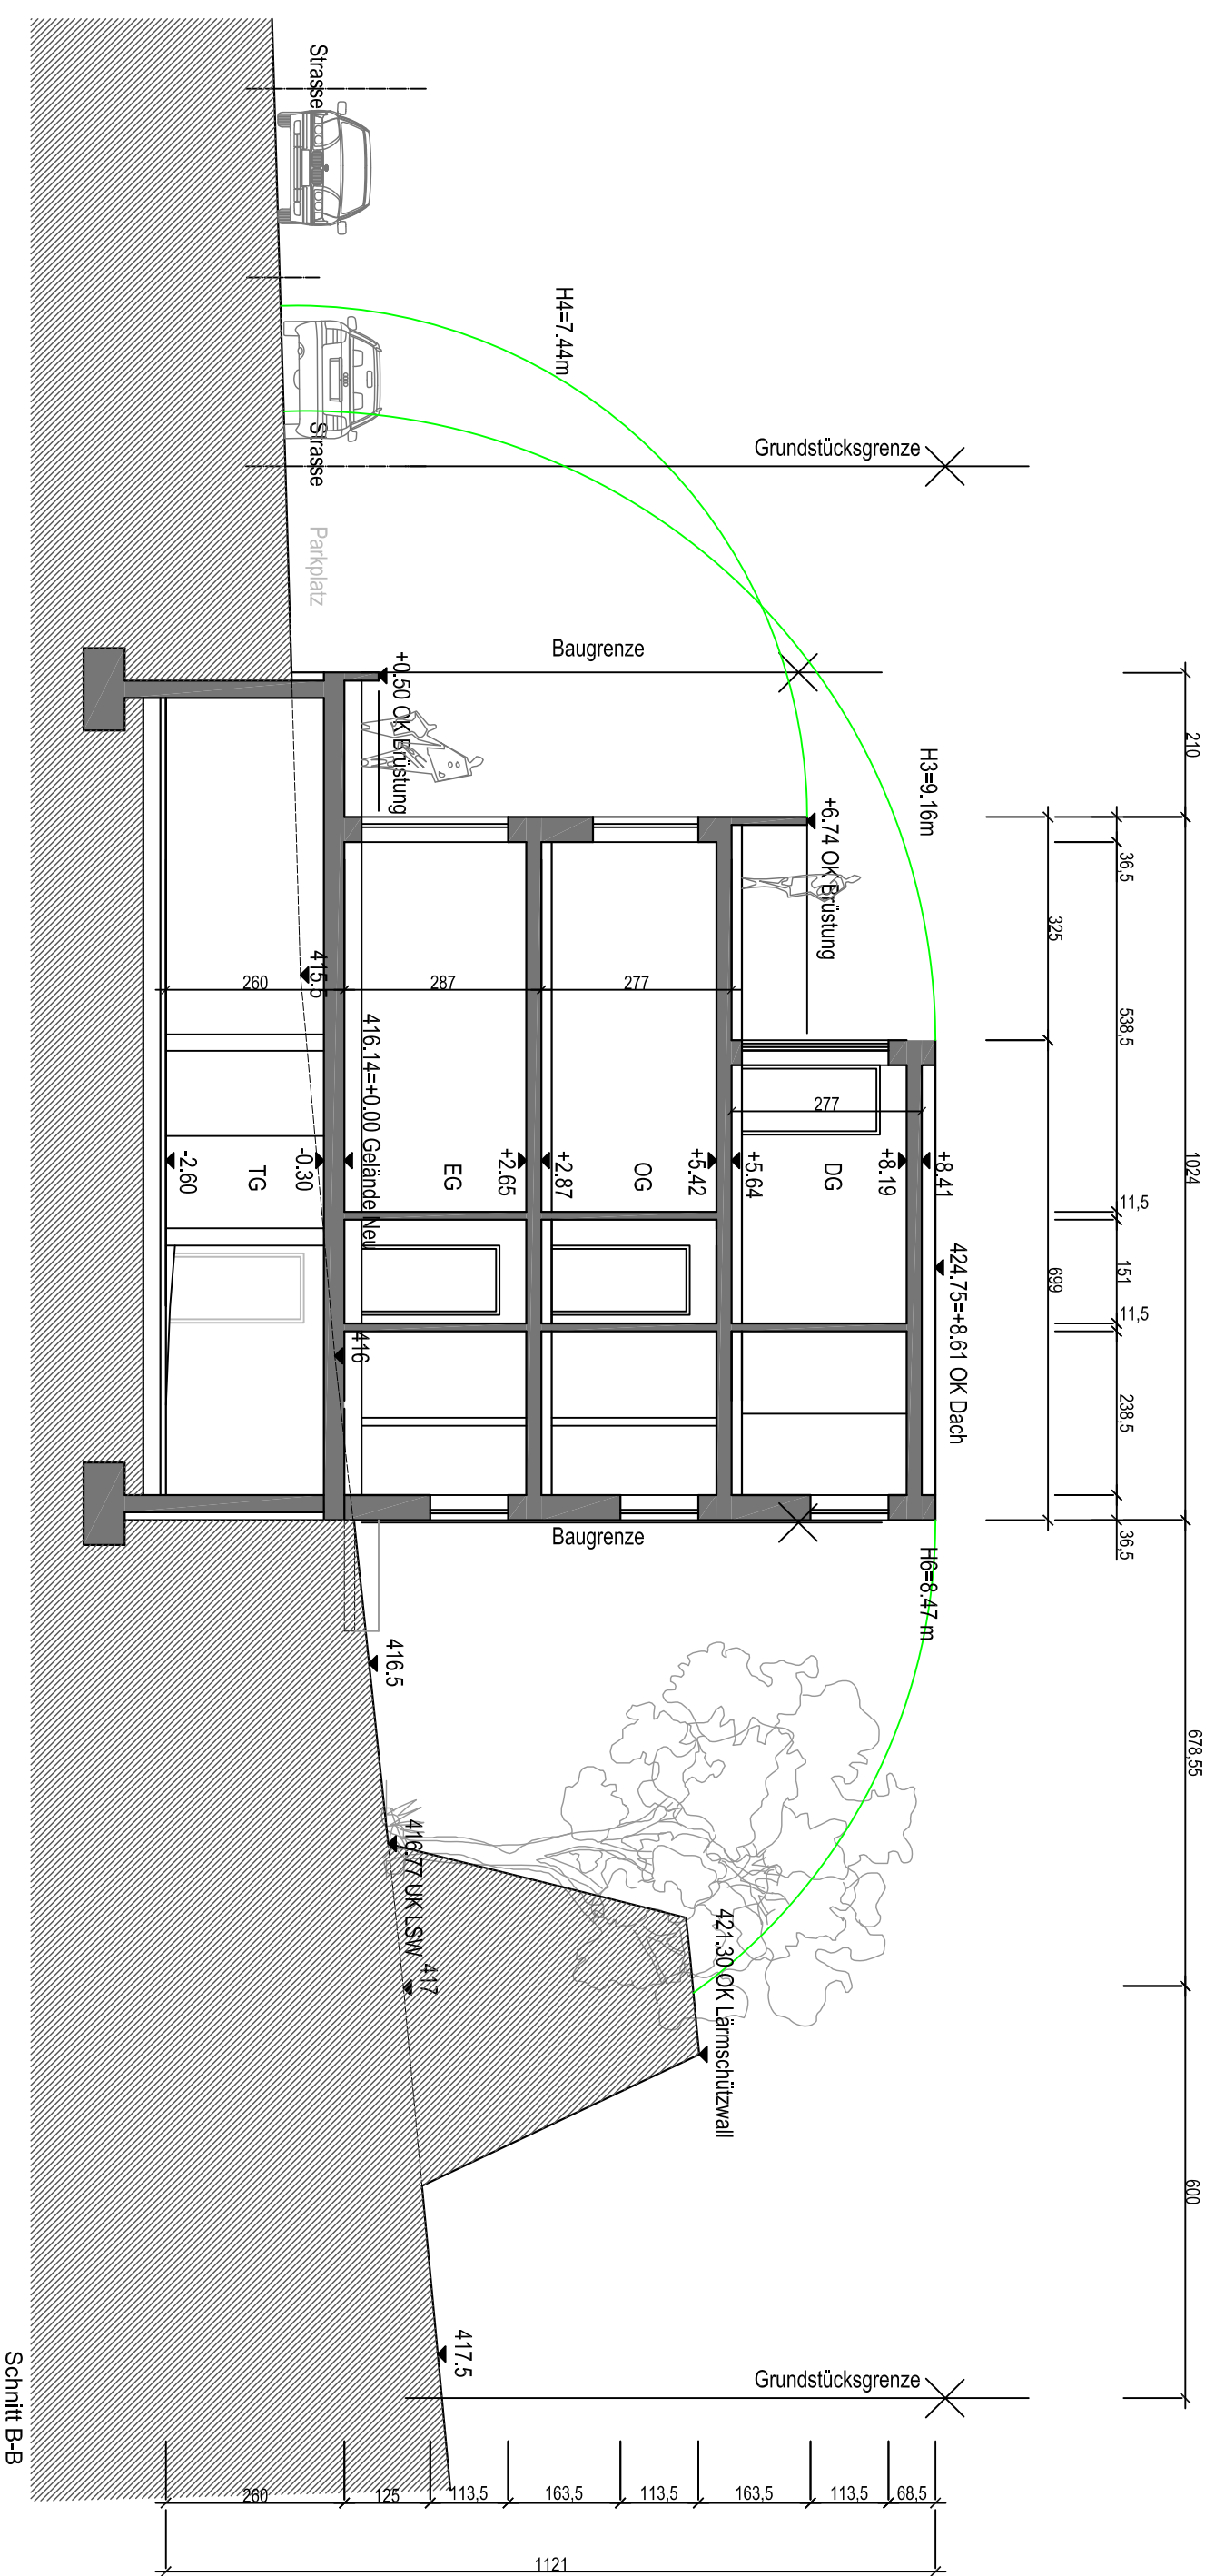 Strasse
Strasse
Parkplatz
H4=7.44m
Grundstücksgrenze
Baugrenze
+0.50 OK Brüstung
+6.74 OK Brüstung
H3=9.16m
210
1024
678,55
600
325
699
36,5
538,5
11,5
151
11,5
238,5
36,5
415.5
260
287
277
277
416.14=+0.00 Gelände Neu
-2.60
TG
-0.30
EG
+2.65
+2.87
OG
+5.42
+5.64
DG
+8.19
+8.41
424.75=+8.61 OK Dach
416
Baugrenze
H6=8.47 m
416.5
416.77 UK LSW
417
421.30 OK Lärmschützwall
417.5
Grundstücksgrenze
260
125
113,5
163,5
113,5
163,5
113,5
68,5
1121
Schnitt B-B